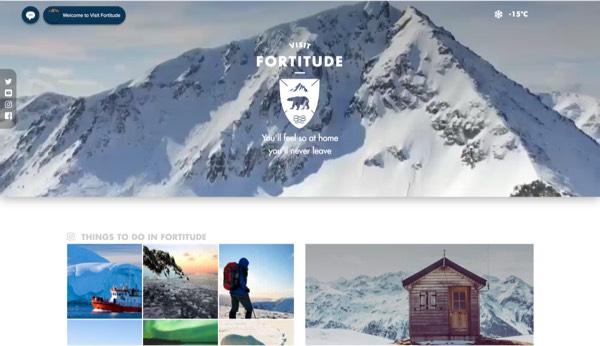 Welcome to Visit Fortitude
-15°C
VISIT
FORTITUDE
You'll feel so at home
you'll never leave
THINGS TO DO IN FORTITUDE